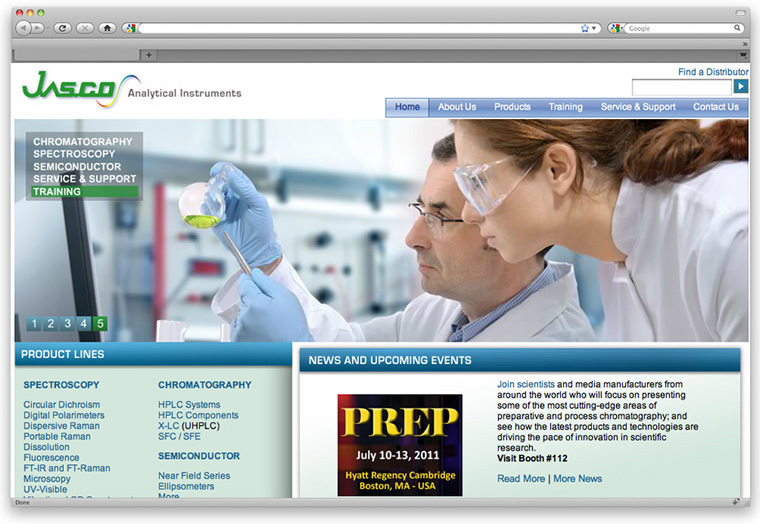 Google
+
»
JASCO Analytical Instruments
Find a Distributor
Home About Us Products Training Service & Support Contact Us
CHROMATOGRAPHY
SPECTROSCOPY
SEMICONDUCTOR
SERVICE & SUPPORT
TRAINING
1 2 3 4 5
PRODUCT LINES
SPECTROSCOPY
Circular Dichroism
Digital Polarimeters
Dispersive Raman
Portable Raman
Dissolution
Fluorescence
FT-IR and FT-Raman
Microscopy
UV-Visible
CHROMATOGRAPHY
HPLC Systems
HPLC Components
X-LC (UHPLC)
SFC / SFE
SEMICONDUCTOR
Near Field Series
Ellipsometers
More
NEWS AND UPCOMING EVENTS
PREP
July 10-13, 2011
Hyatt Regency Cambridge
Boston, MA - USA
Join scientists and media manufacturers from
around the world who will focus on presenting
some of the most cutting-edge areas of
preparative and process chromatography; and
see how the latest products and technologies are
driving the pace of innovation in scientific
research.
Visit Booth #112
Read More | More News
Done